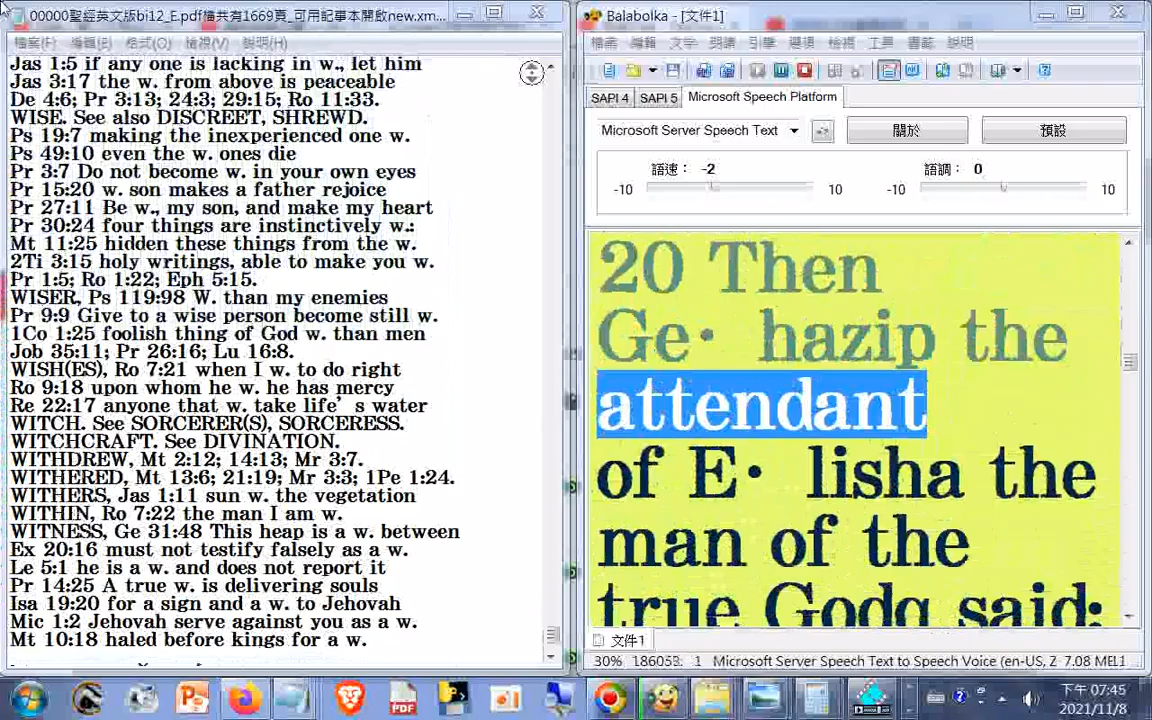 00000聖經英文版bi12_E.pdf檔共有1669頁_可用記事本開啟new.xm...
檔案(F) 編輯(E) 格式(O) 檢視(V) 說明(H)
Jas 1:5 if any one is lacking in w., let him
Jas 3:17 the w. from above is peaceable
De 4:6; Pr 3:13; 24:3; 29:15; Ro 11:33.
WISE. See also DISCREET, SHREWD.
Ps 19:7 making the inexperienced one w.
Ps 49:10 even the w. ones die
Pr 3:7 Do not become w. in your own eyes
Pr 15:20 w. son makes a father rejoice
Pr 27:11 Be w., my son, and make my heart
Pr 30:24 four things are instinctively w.:
Mt 11:25 hidden these things from the w.
2Ti 3:15 holy writings, able to make you w.
Pr 1:5; Ro 1:22; Eph 5:15.
WISER, Ps 119:98 W. than my enemies
Pr 9:9 Give to a wise person become still w.
1Co 1:25 foolish thing of God w. than men
Job 35:11; Pr 26:16; Lu 16:8.
WISH(ES), Ro 7:21 when I w. to do right
Ro 9:18 upon whom he w. he has mercy
Re 22:17 anyone that w. take life’s water
WITCH. See SORCERER(S), SORCERESS.
WITCHCRAFT. See DIVINATION.
WITHDREW, Mt 2:12; 14:13; Mr 3:7.
WITHERED, Mt 13:6; 21:19; Mr 3:3; 1Pe 1:24.
WITHERS, Jas 1:11 sun w. the vegetation
WITHIN, Ro 7:22 the man I am w.
WITNESS, Ge 31:48 This heap is a w. between
Ex 20:16 must not testify falsely as a w.
Le 5:1 he is a w. and does not report it
Pr 14:25 A true w. is delivering souls
Isa 19:20 for a sign and a w. to Jehovah
Mic 1:2 Jehovah serve against you as a w.
Mt 10:18 haled before kings for a w.
Balabolka - [文件1]
檔案 編輯 文字 朗讀 引擎 選項 檢視 工具 書籤 說明
SAPI 4 SAPI 5 Microsoft Speech Platform
Microsoft Server Speech Text 關於 預設
語速: -2 語調: 0
-10 10 -10 10
20 Then
Ge· hazip the
attendant
of E· lisha the
man of the
true Godq said:
文件1
30% 186053: 1 Microsoft Server Speech Text to Speech Voice (en-US, Z 7.08 MB
下午 07:45
2021/11/8